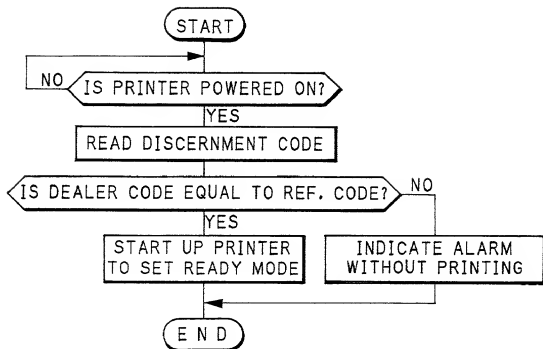 START
NO
IS PRINTER POWERED ON?
YES
READ DISCERNMENT CODE
IS DEALER CODE EQUAL TO REF. CODE?
NO
YES
START UP PRINTER
TO SET READY MODE
INDICATE ALARM
WITHOUT PRINTING
E N D